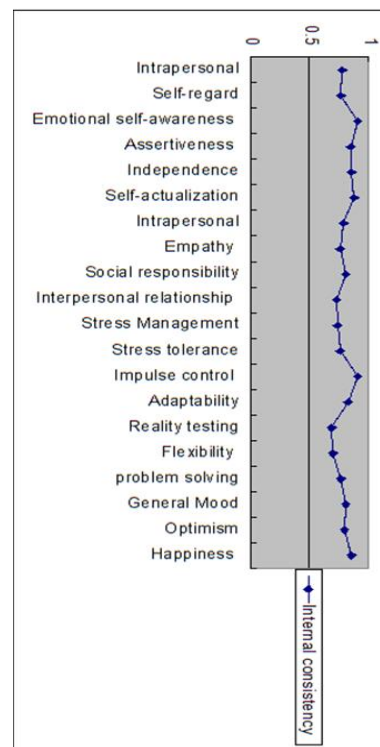 0
0.5
1
Intrapersonal
Self-regard
Emotional self-awareness
Assertiveness
Independence
Self-actualization
Intrapersonal
Empathy
Social responsibility
Interpersonal relationship
Stress Management
Stress tolerance
Impulse control
Adaptability
Reality testing
Flexibility
problem solving
General Mood
Optimism
Happiness
Internal consistency